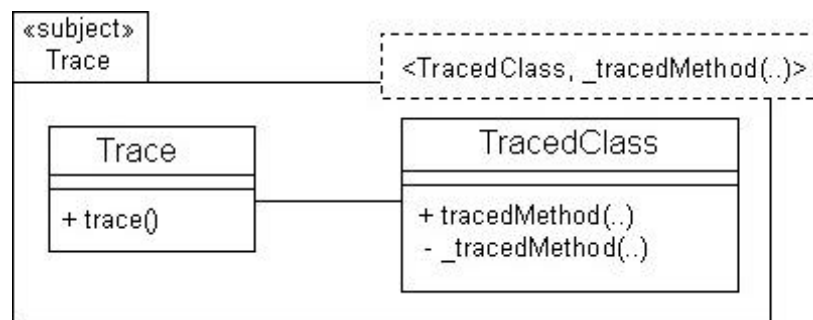 «subject»
Trace
<TracedClass, _tracedMethod(..)>
Trace
+ trace()
TracedClass
+ tracedMethod(..)
- _tracedMethod(..)